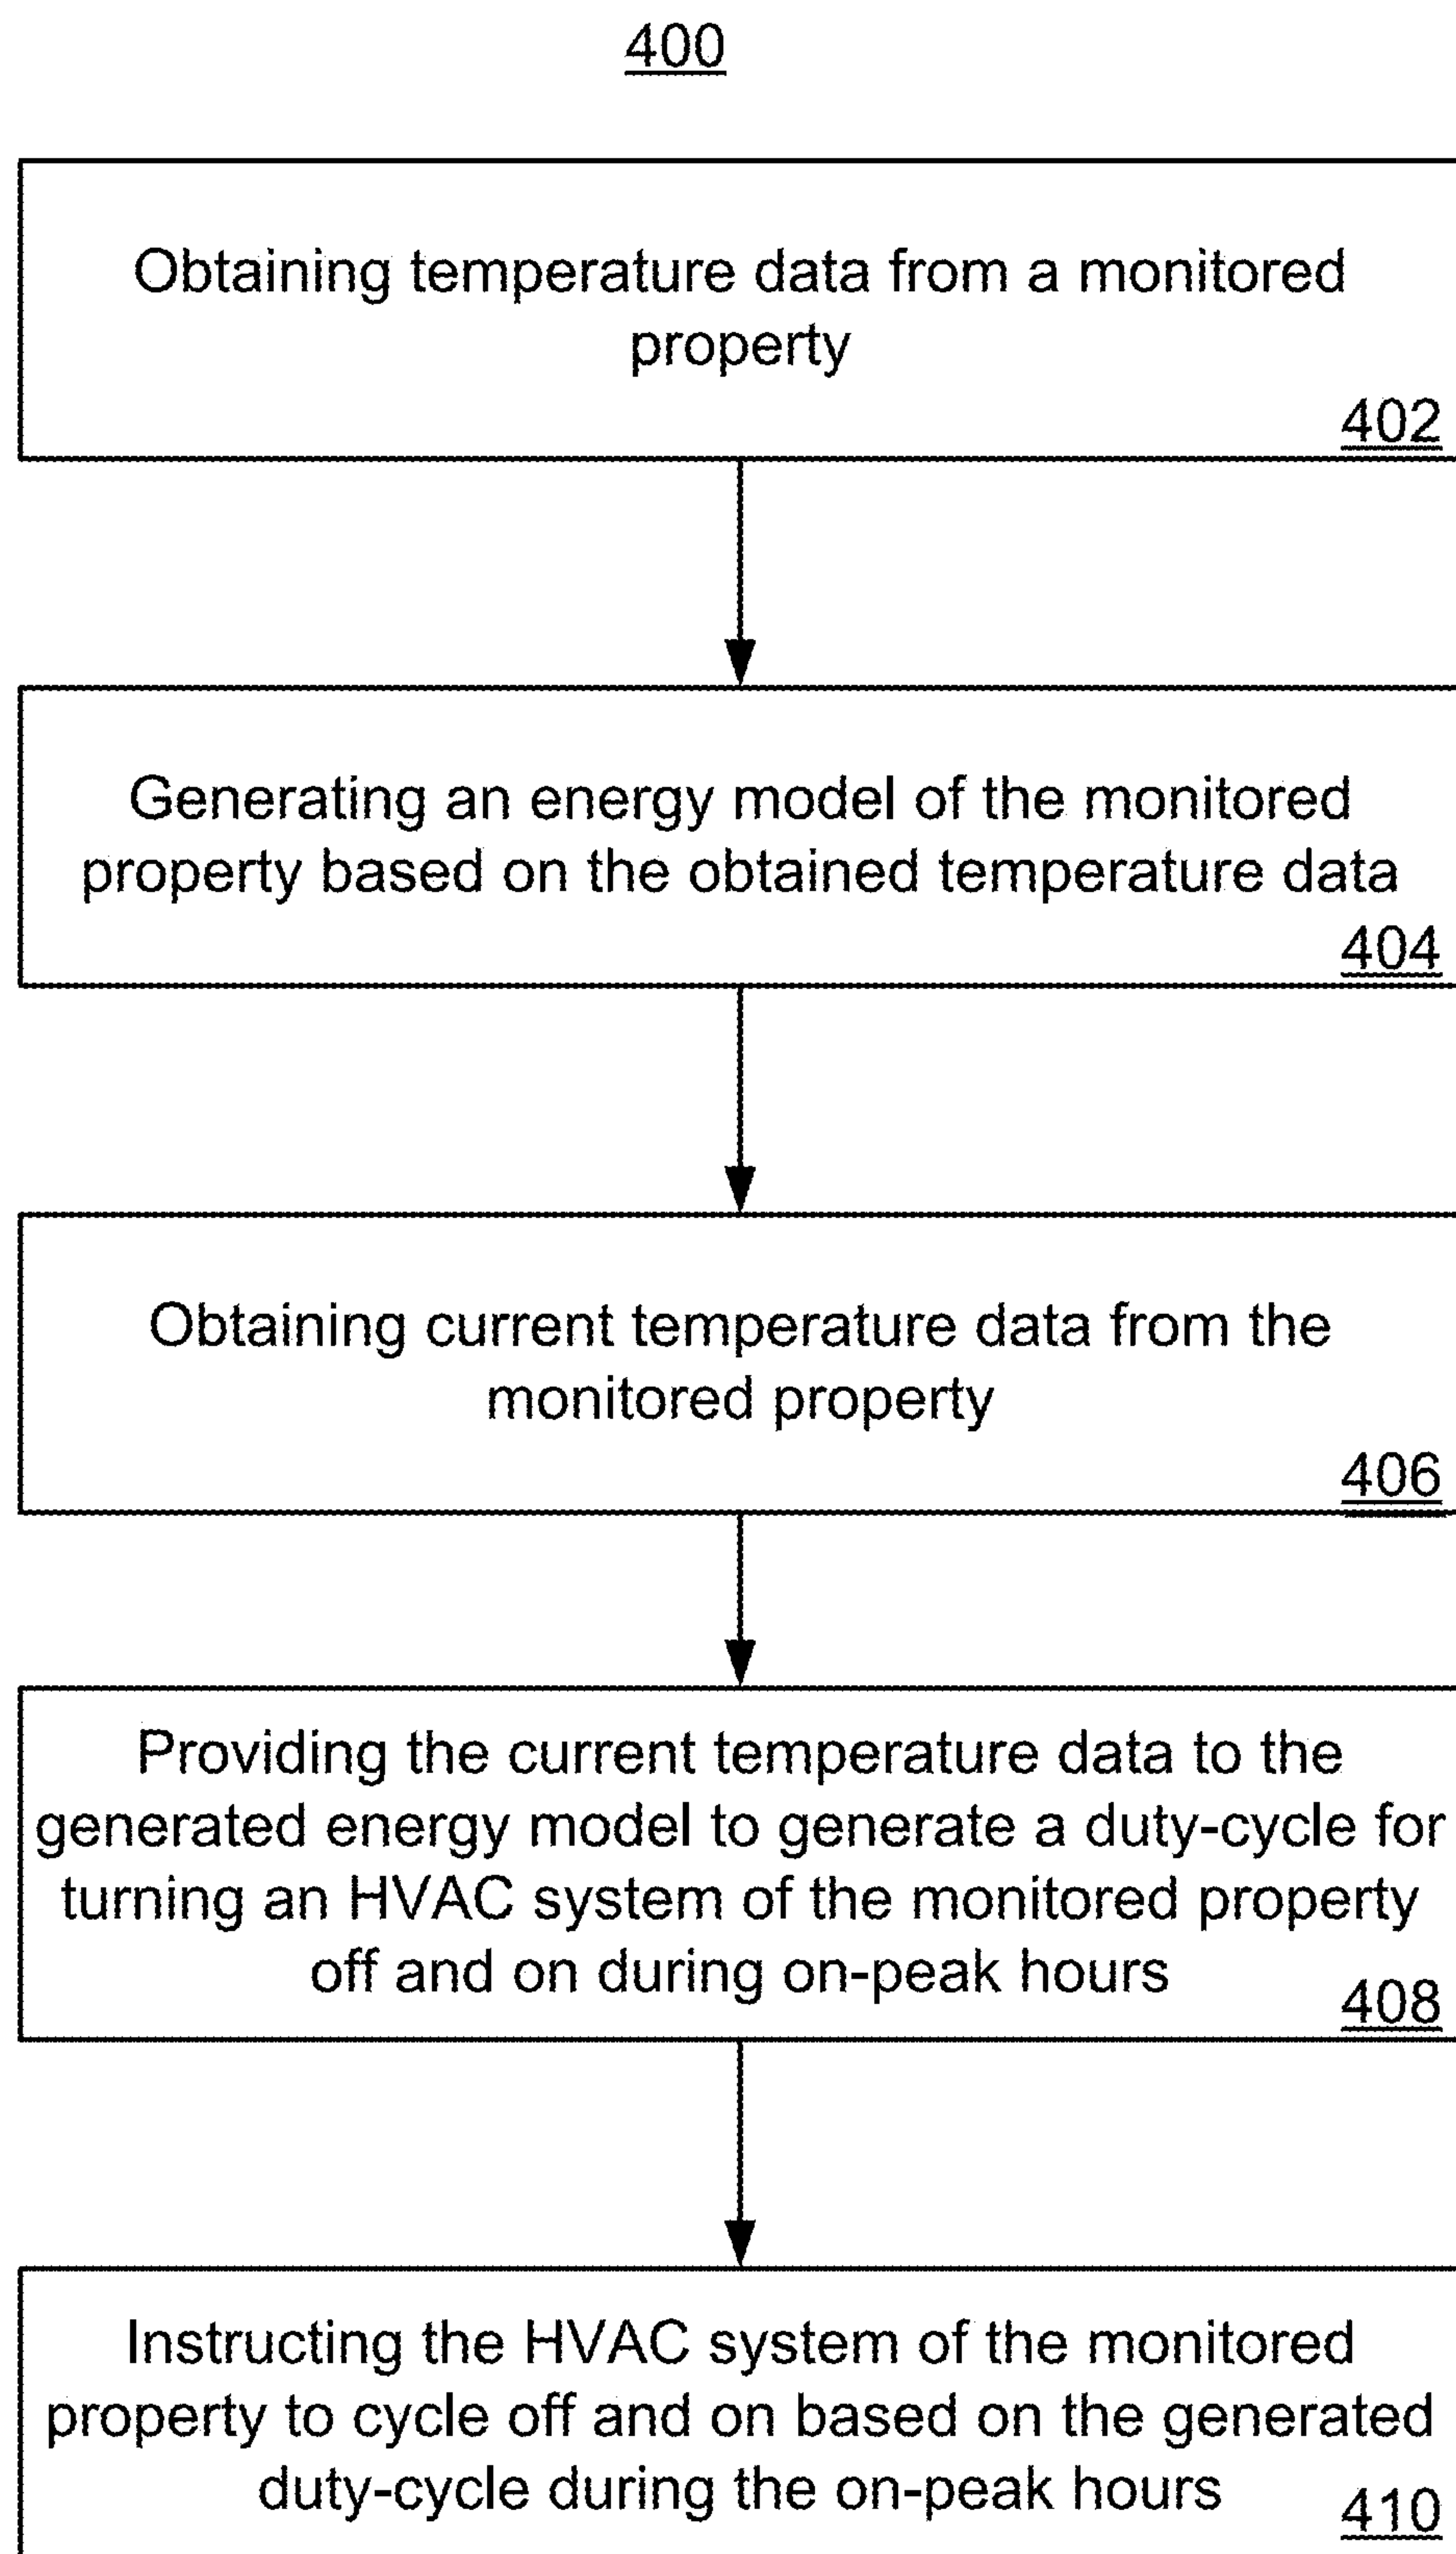 400
Obtaining temperature data from a monitored
property
402
Generating an energy model of the monitored
property based on the obtained temperature data
404
Obtaining current temperature data from the
monitored property
406
Providing the current temperature data to the
generated energy model to generate a duty-cycle for
turning an HVAC system of the monitored property
off and on during on-peak hours
408
Instructing the HVAC system of the monitored
property to cycle off and on based on the generated
duty-cycle during the on-peak hours
410